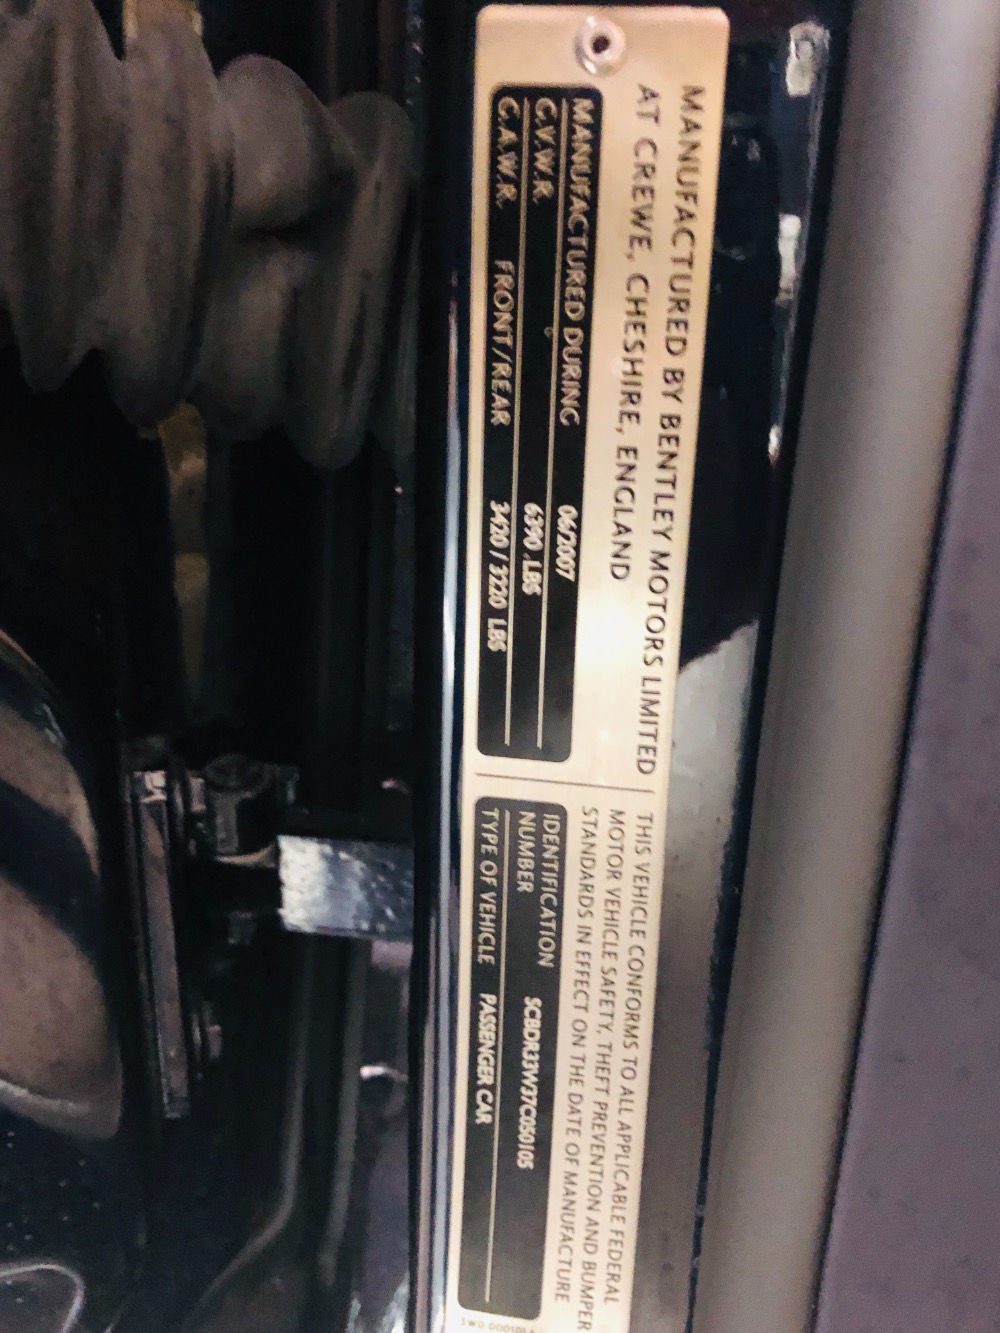 MANUFACTURED BY BENTLEY MOTORS LIMITED
AT CREWE, CHESHIRE, ENGLAND
MANUFACTURED DURING 06/2007
G.V.W.R. 6390 LBS
G.A.W.R. FRONT/REAR 3420 / 3220 LBS
THIS VEHICLE CONFORMS TO ALL APPLICABLE FEDERAL
MOTOR VEHICLE SAFETY, THEFT PREVENTION AND BUMPER
STANDARDS IN EFFECT ON THE DATE OF MANUFACTURE
IDENTIFICATION
NUMBER SCBDR33W37C050105
TYPE OF VEHICLE PASSENGER CAR